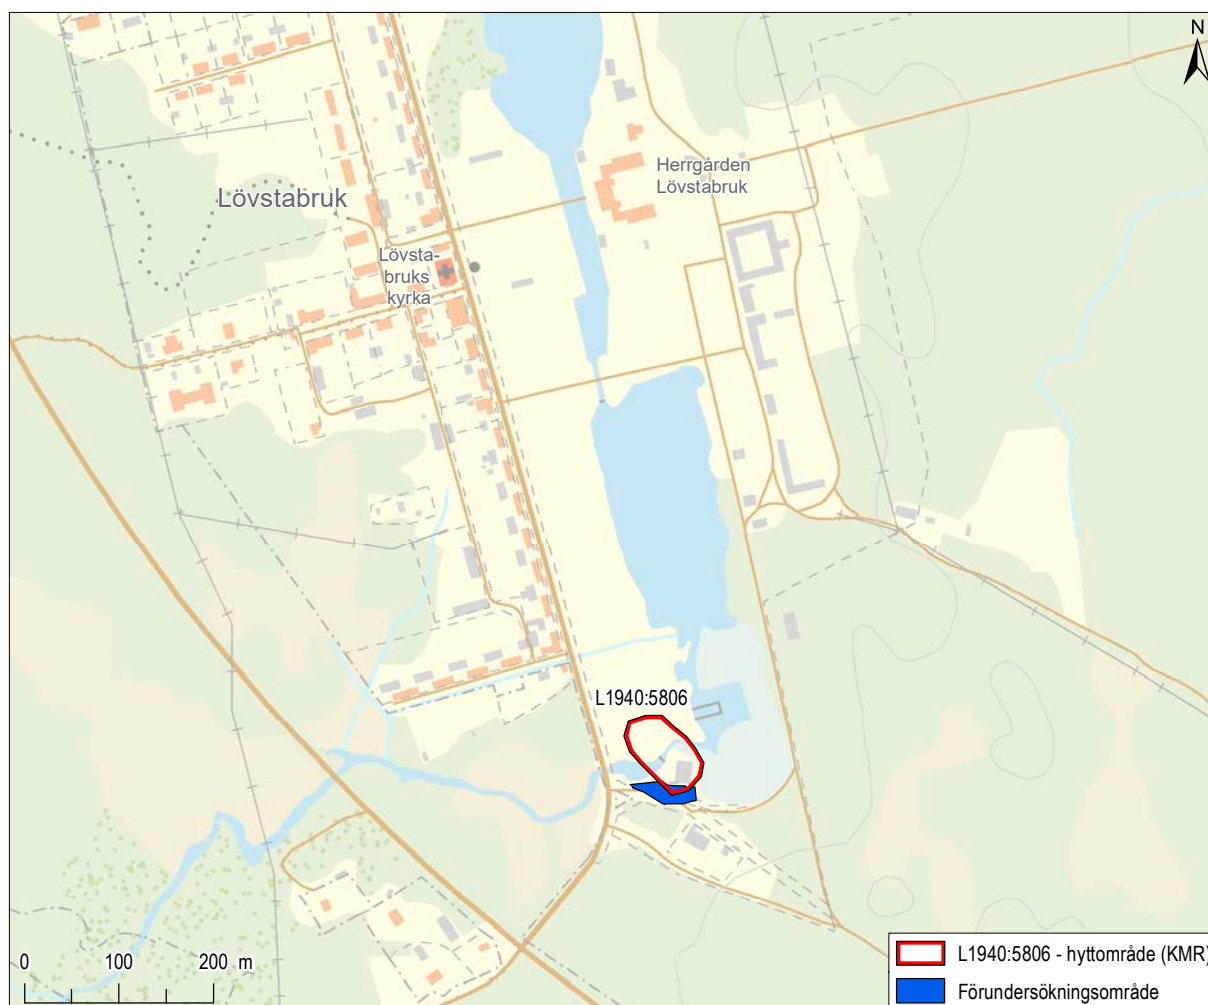 N
Herrgården
Lövstabruk
Lövstabruk
Lövsta-
bruks
kyrka
L1940:5806
0 100 200 m
L1940:5806 - hyttområde (KMR)
Förundersökningsområde